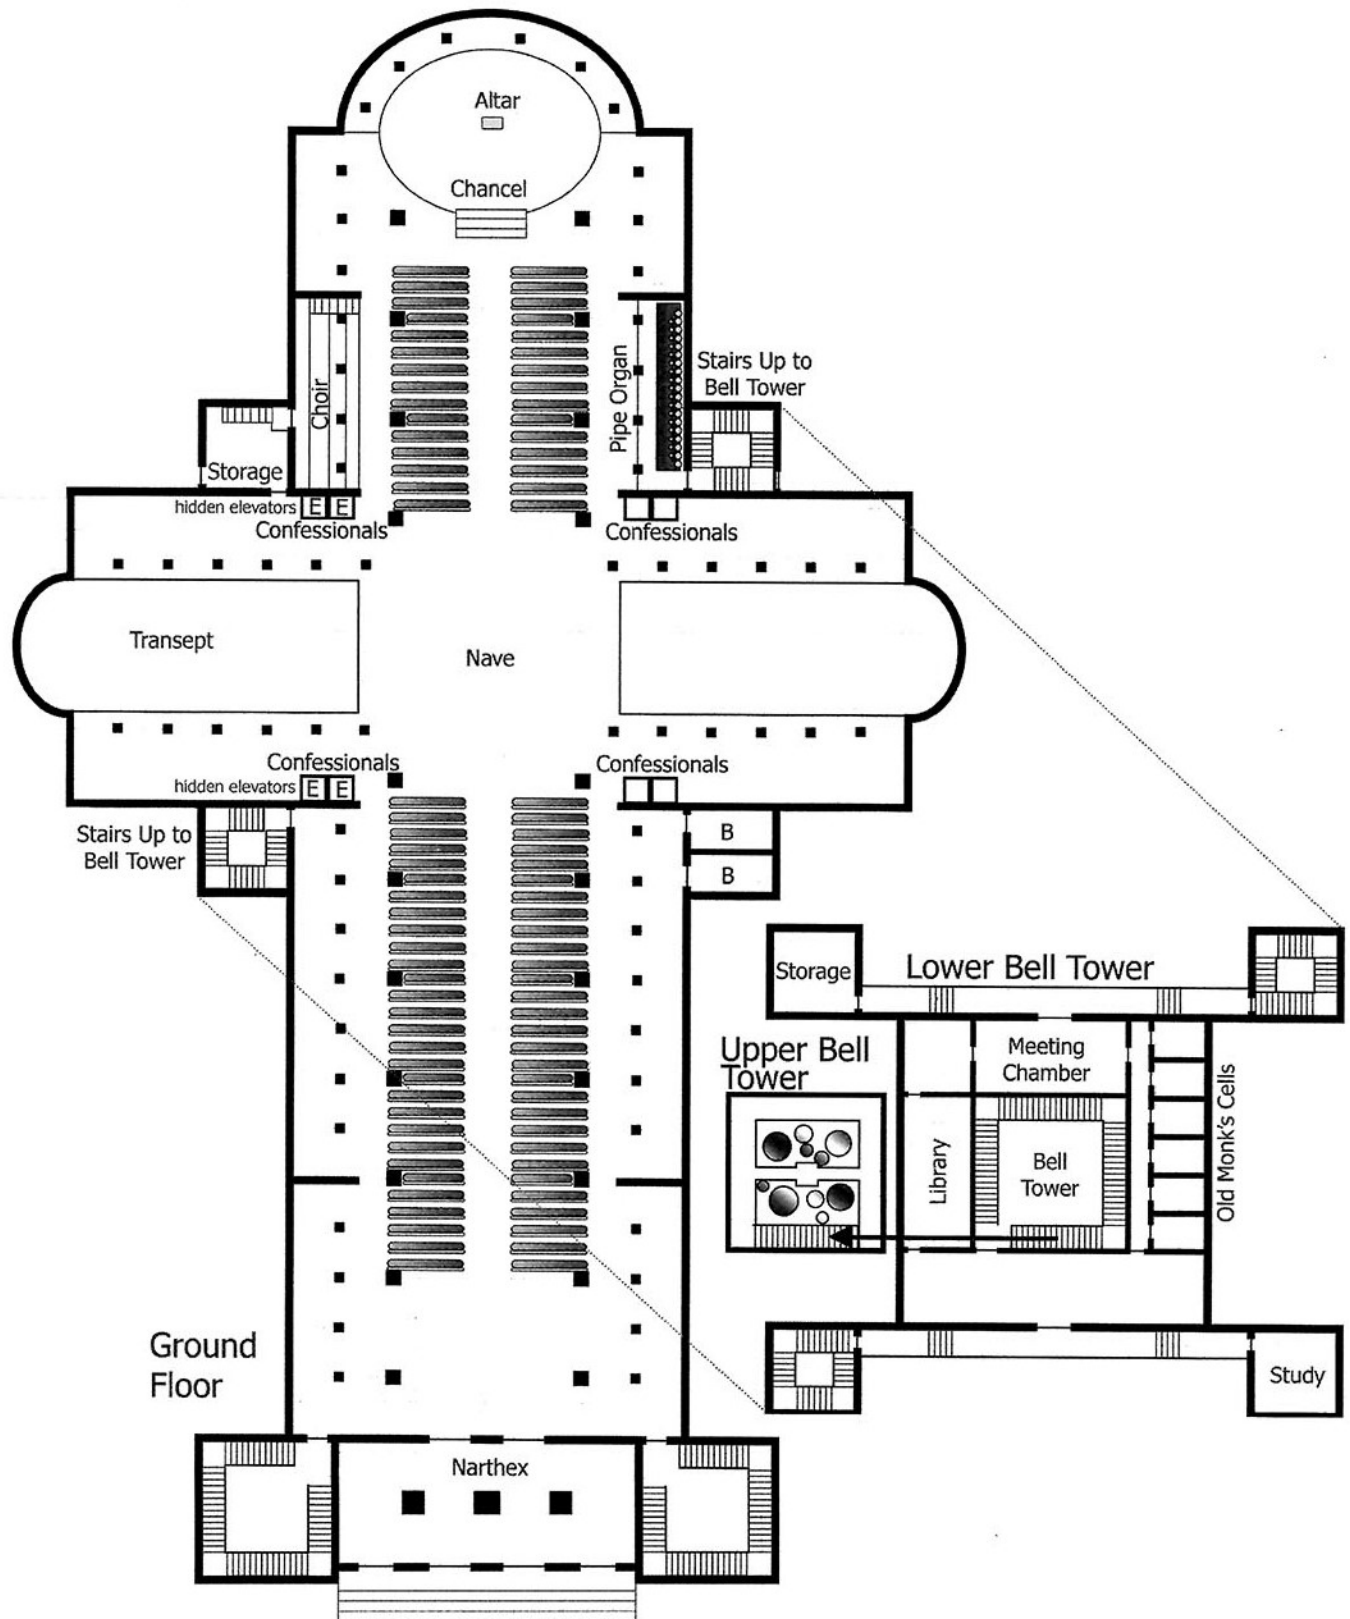 Altar
Chancel
Choir
Pipe Organ
Stairs Up to
Bell Tower
Storage
hidden elevators
E
E
Confessionals
Confessionals
Transept
Nave
Confessionals
Confessionals
hidden elevators
E
E
Stairs Up to
Bell Tower
B
B
Storage
Lower Bell Tower
Upper Bell
Tower
Meeting
Chamber
Library
Bell
Tower
Old Monk's Cells
Ground
Floor
Study
Narthex